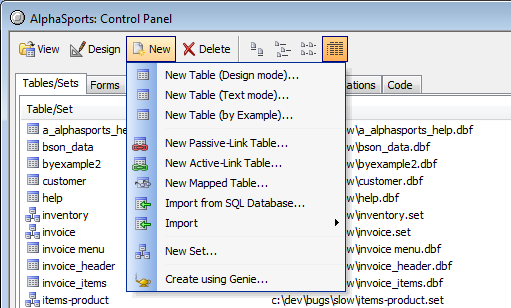 AlphaSports: Control Panel
View Design New Delete
Tables/Sets Forms ations Code
New Table (Design mode)...
New Table (Text mode)...
New Table (by Example)...
New Passive-Link Table...
New Active-Link Table...
New Mapped Table...
Import from SQL Database...
Import
New Set...
Create using Genie...
Table/Set
a_alphasports_he w\a_alphasports_help.dbf
bson_data w\bson_data.dbf
byexample2 w\byexample2.dbf
customer w\customer.dbf
help w\help.dbf
inventory w\inventory.set
invoice w\invoice.set
invoice menu w\invoice menu.dbf
invoice_header w\invoice_header.dbf
invoice_items w\invoice_items.dbf
items-product c:\dev\bugs\slow\items-product.set